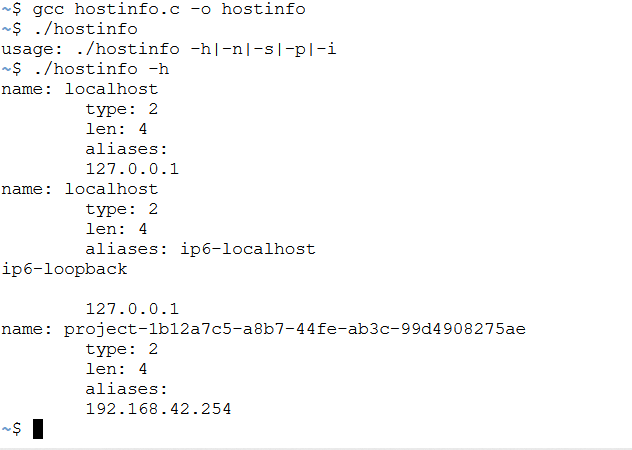 ~$ gcc hostinfo.c -o hostinfo
~$ ./hostinfo
usage: ./hostinfo -h|-n|-s|-p|-i
~$ ./hostinfo -h
name: localhost
        type: 2
        len: 4
        aliases:
        127.0.0.1
name: localhost
        type: 2
        len: 4
        aliases: ip6-localhost
ip6-loopback

        127.0.0.1
name: project-1b12a7c5-a8b7-44fe-ab3c-99d4908275ae
        type: 2
        len: 4
        aliases:
        192.168.42.254
~$